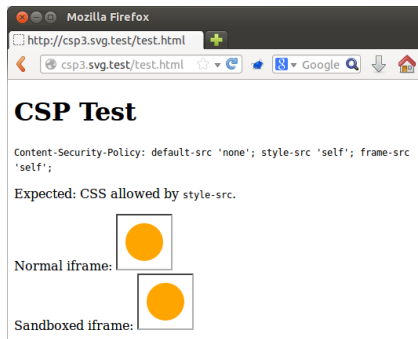 Mozilla Firefox
http://csp3.svg.test/test.html
csp3.svg.test/test.html
Google
CSP Test
Content-Security-Policy: default-src 'none'; style-src 'self'; frame-src
'self';
Expected: CSS allowed by style-src.
Normal iframe:
Sandboxed iframe: